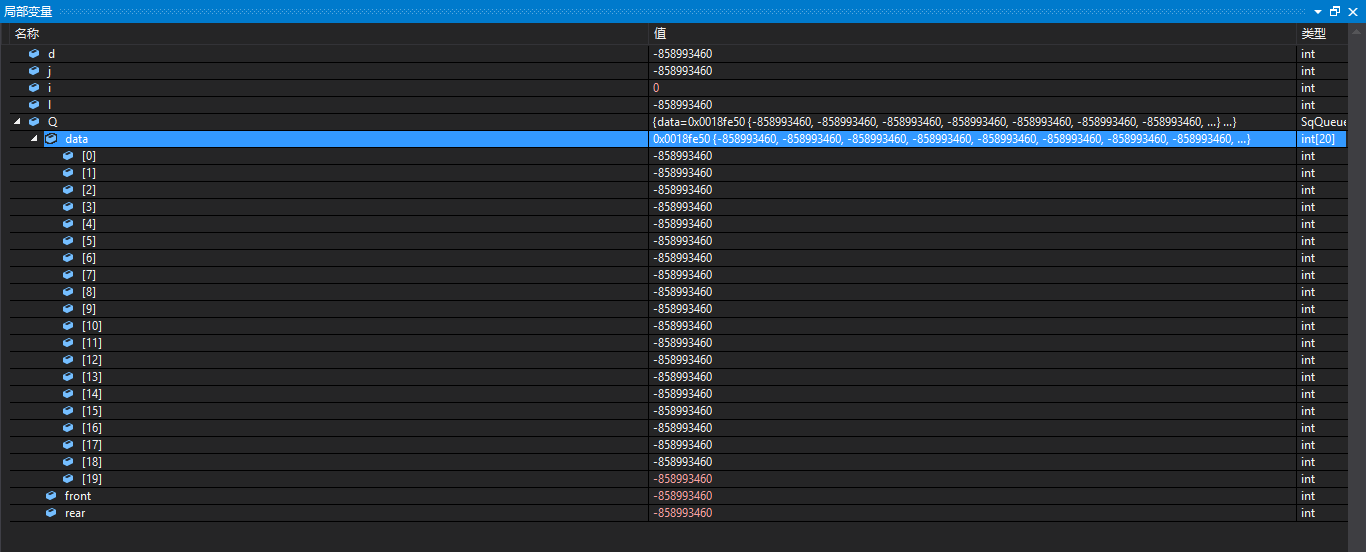 局部变量
名称 值 类型
d -858993460 int
j -858993460 int
i 0 int
l -858993460 int
Q {data=0x0018fe50 {-858993460, -858993460, -858993460, -858993460, -858993460, -858993460, -858993460, ...} ...} SqQueue
data 0x0018fe50 {-858993460, -858993460, -858993460, -858993460, -858993460, -858993460, -858993460, -858993460, ...} int[20]
[0] -858993460 int
[1] -858993460 int
[2] -858993460 int
[3] -858993460 int
[4] -858993460 int
[5] -858993460 int
[6] -858993460 int
[7] -858993460 int
[8] -858993460 int
[9] -858993460 int
[10] -858993460 int
[11] -858993460 int
[12] -858993460 int
[13] -858993460 int
[14] -858993460 int
[15] -858993460 int
[16] -858993460 int
[17] -858993460 int
[18] -858993460 int
[19] -858993460 int
front -858993460 int
rear -858993460 int